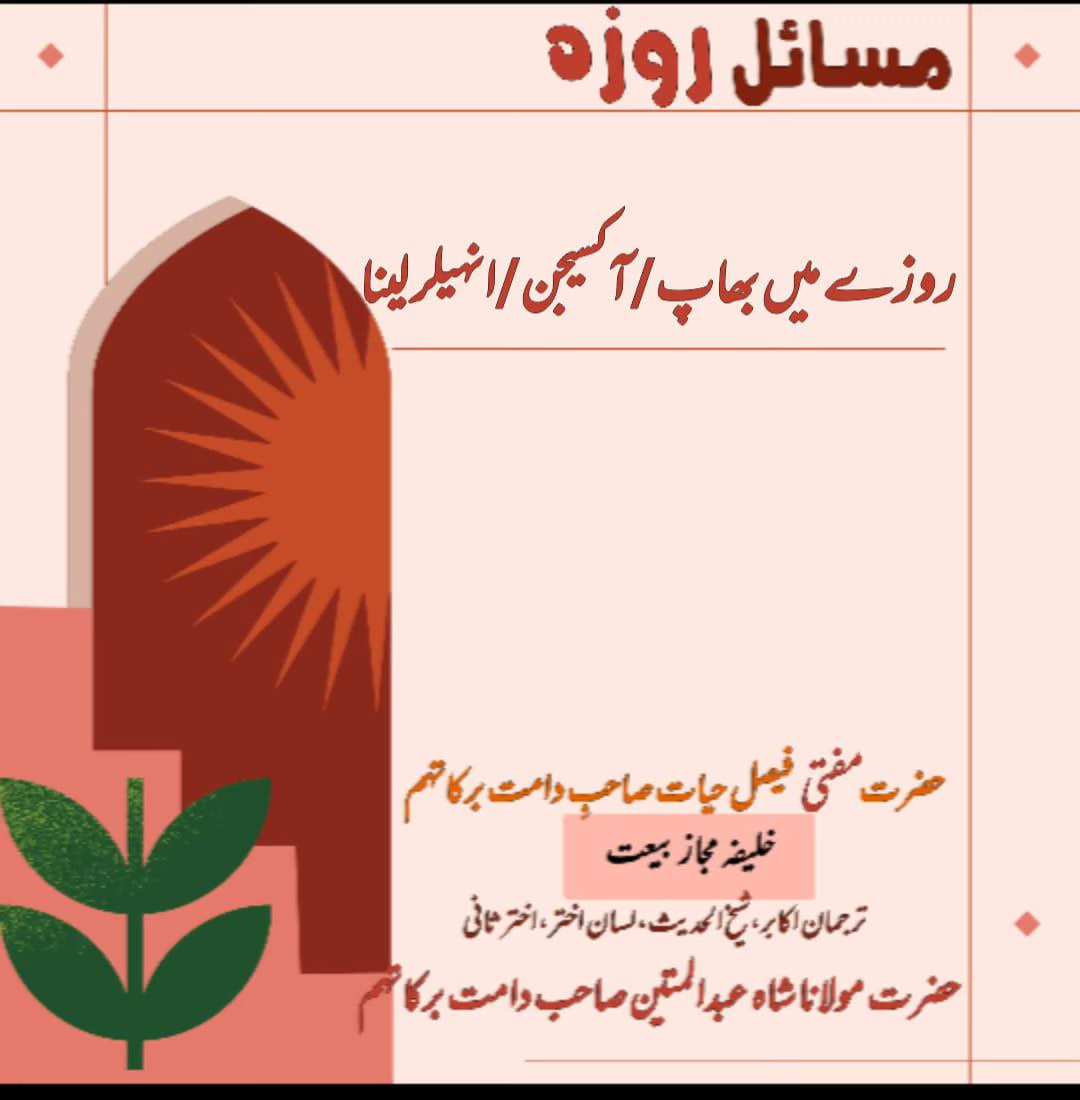 مسائل روزہ
روزے میں بھاپ/آکسیجن/انہیلر لینا
حضرت مفتی فیصل حیات صاحب دامت برکاتہم
خلیفہ مجاز بیعت
ترجمان اکابر، شیخ الحدیث، لسان اختر، اختر ثانی
حضرت مولانا شاہ عبدالمتین صاحب دامت برکاتہم